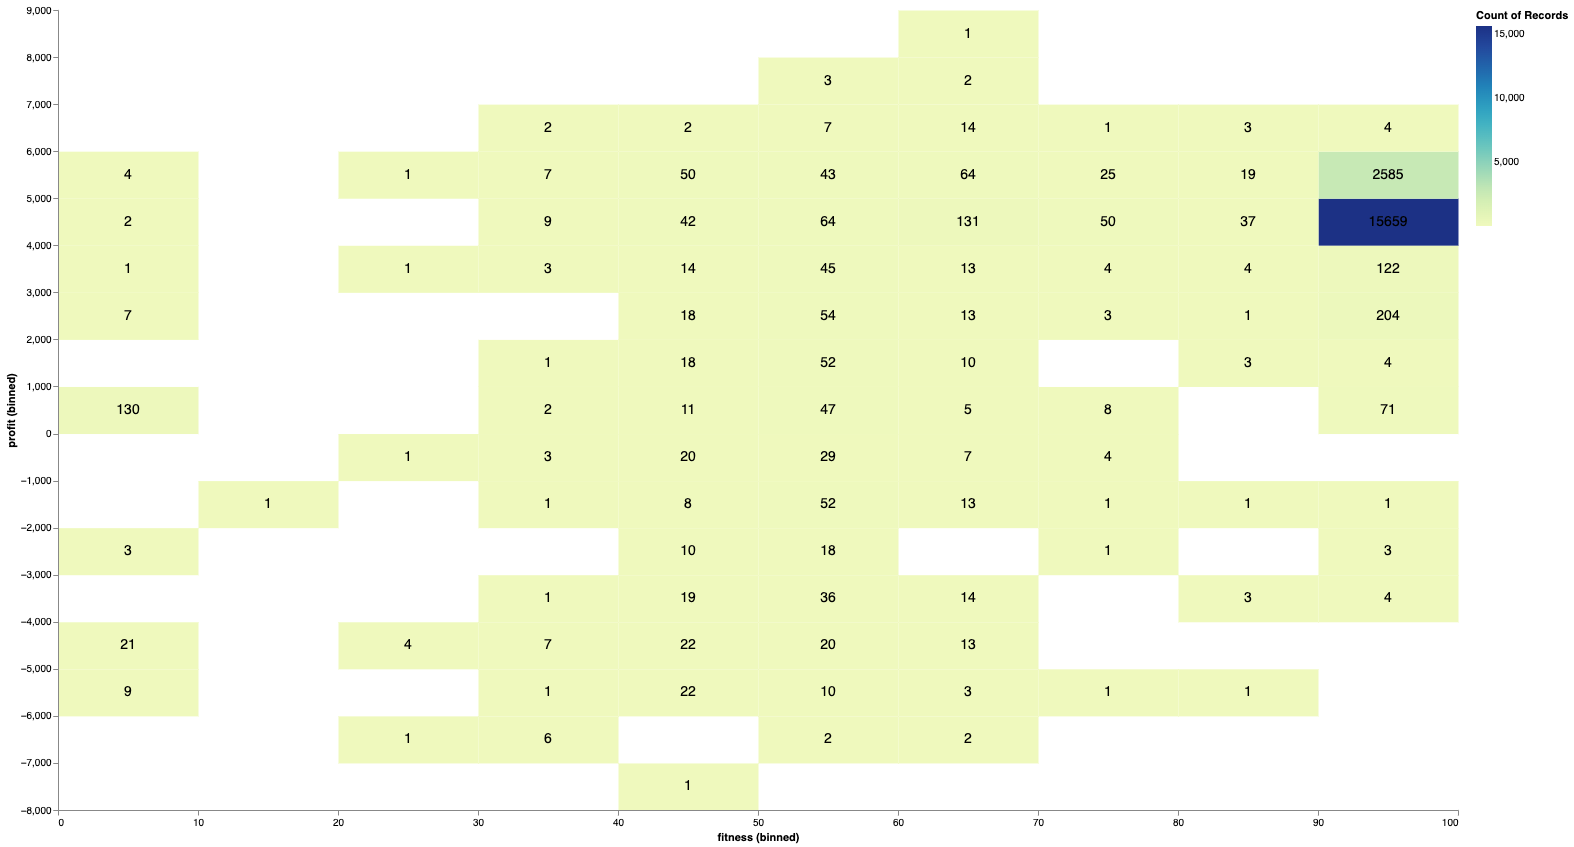 9,000
1
Count of Records
15,000
8,000
3 2
7,000
10,000
2 2 7 14 1 3 4
6,000
4 1 7 50 43 64 25 19 2585
5,000
5,000
2 9 42 64 131 50 37 15659
4,000
1 1 3 14 45 13 4 4 122
3,000
7 18 54 13 3 1 204
2,000
1 18 52 10 3 4
1,000
130 2 11 47 5 8 71
0
profit (binned)
1 3 20 29 7 4
−1,000
1 1 8 52 13 1 1 1
−2,000
3 10 18 1 3
−3,000
1 19 36 14 3 4
−4,000
21 4 7 22 20 13
−5,000
9 1 22 10 3 1 1
−6,000
1 6 2 2
−7,000
1
−8,000
0 10 20 30 40 50 60 70 80 90 100
fitness (binned)